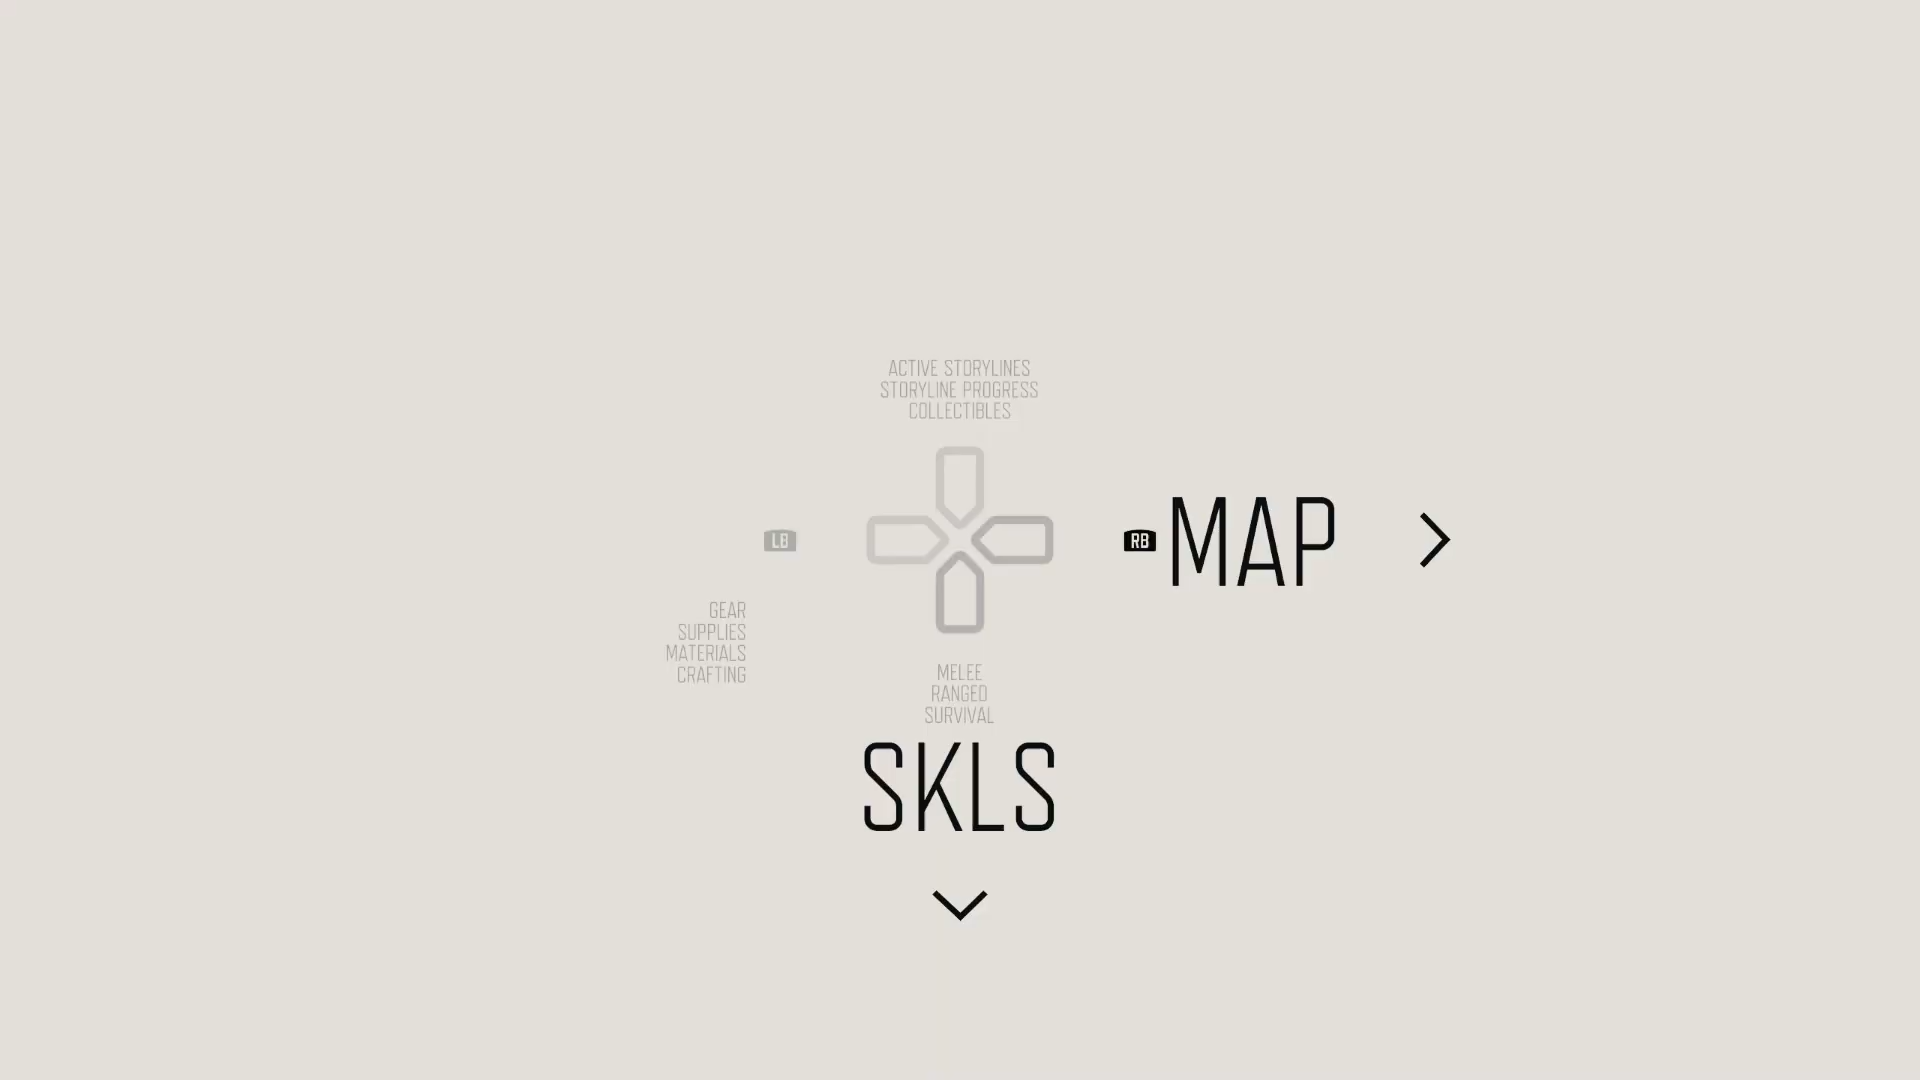 ACTIVE STORYLINES
STORYLINE PROGRESS
COLLECTIBLES
LB
RB MAP
GEAR
SUPPLIES
MATERIALS
CRAFTING
MELEE
RANGED
SURVIVAL
SKLS